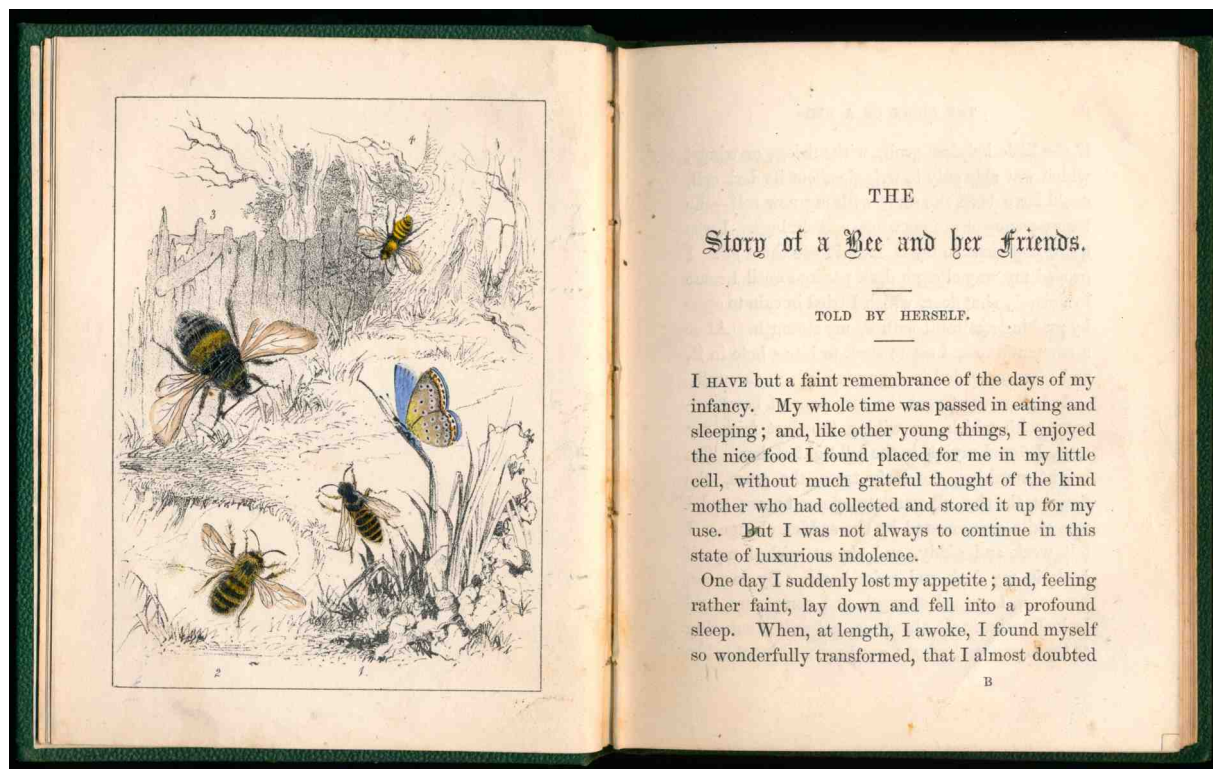 4
3
2
1.
THE
Story of a Bee and her Friends.
TOLD BY HERSELF.
I HAVE but a faint remembrance of the days of my
infancy. My whole time was passed in eating and
sleeping; and, like other young things, I enjoyed
the nice food I found placed for me in my little
cell, without much grateful thought of the kind
mother who had collected and stored it up for my
use. But I was not always to continue in this
state of luxurious indolence.
One day I suddenly lost my appetite; and, feeling
rather faint, lay down and fell into a profound
sleep. When, at length, I awoke, I found myself
so wonderfully transformed, that I almost doubted
B